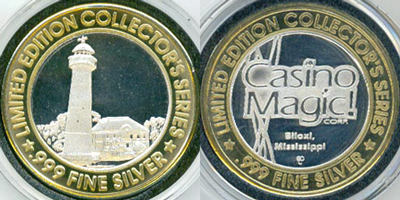 LIMITED EDITION COLLECTOR'S SERIES
★ .999 FINE SILVER ★
LIMITED EDITION COLLECTOR'S SERIES
★ .999 FINE SILVER ★
Casino
Magic!
CORP.
Biloxi,
Mississippi